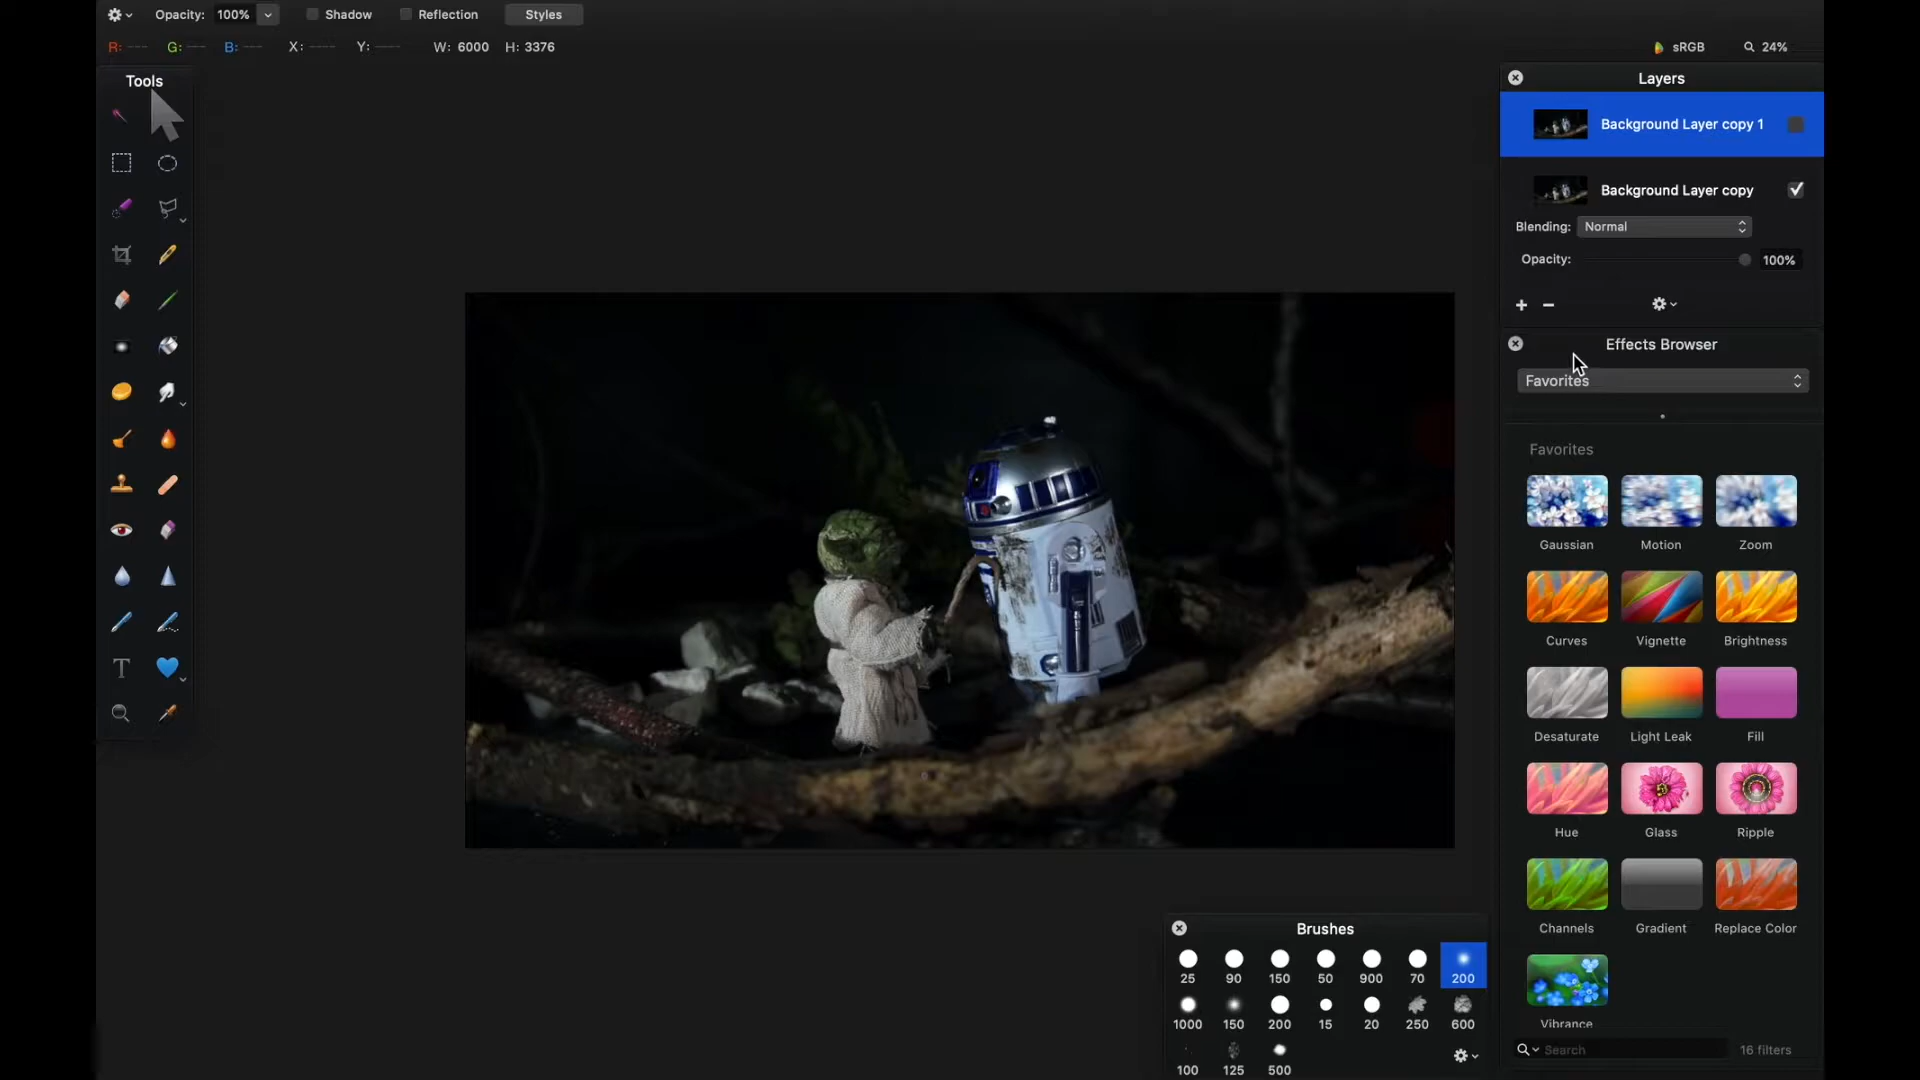 Opacity: 100% Shadow Reflection Styles
R: --- G: --- B: --- X: ---- Y: ---- W: 6000 H: 3376 sRGB 24%
Tools
T
Layers
Background Layer copy 1
Background Layer copy
Blending: Normal
Opacity: 100%
Effects Browser
Favorites
Favorites
Gaussian Motion Zoom
Curves Vignette Brightness
Desaturate Light Leak Fill
Hue Glass Ripple
Channels Gradient Replace Color
Vibrance
Search 16 filters
Brushes
25 90 150 50 900 70 200
1000 150 200 15 20 250 600
100 125 500